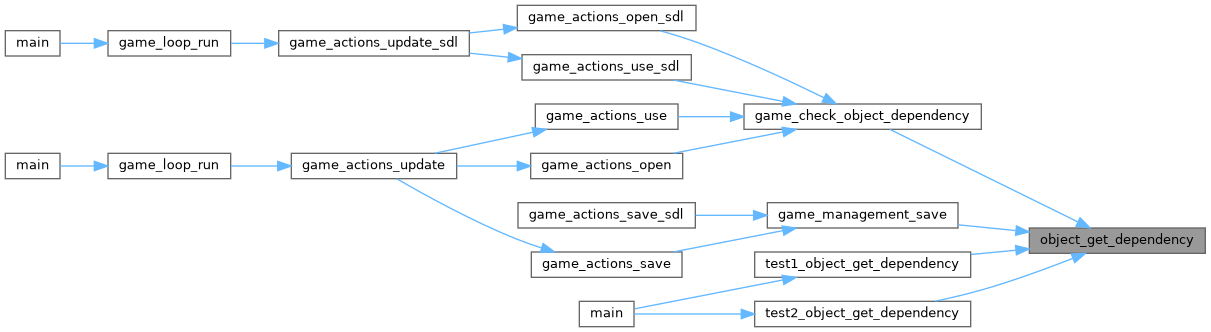 game_actions_open_sdl
main
game_loop_run
game_actions_update_sdl
game_actions_use_sdl
game_actions_use
game_check_object_dependency
main
game_loop_run
game_actions_update
game_actions_open
game_actions_save_sdl
game_management_save
object_get_dependency
game_actions_save
test1_object_get_dependency
main
test2_object_get_dependency